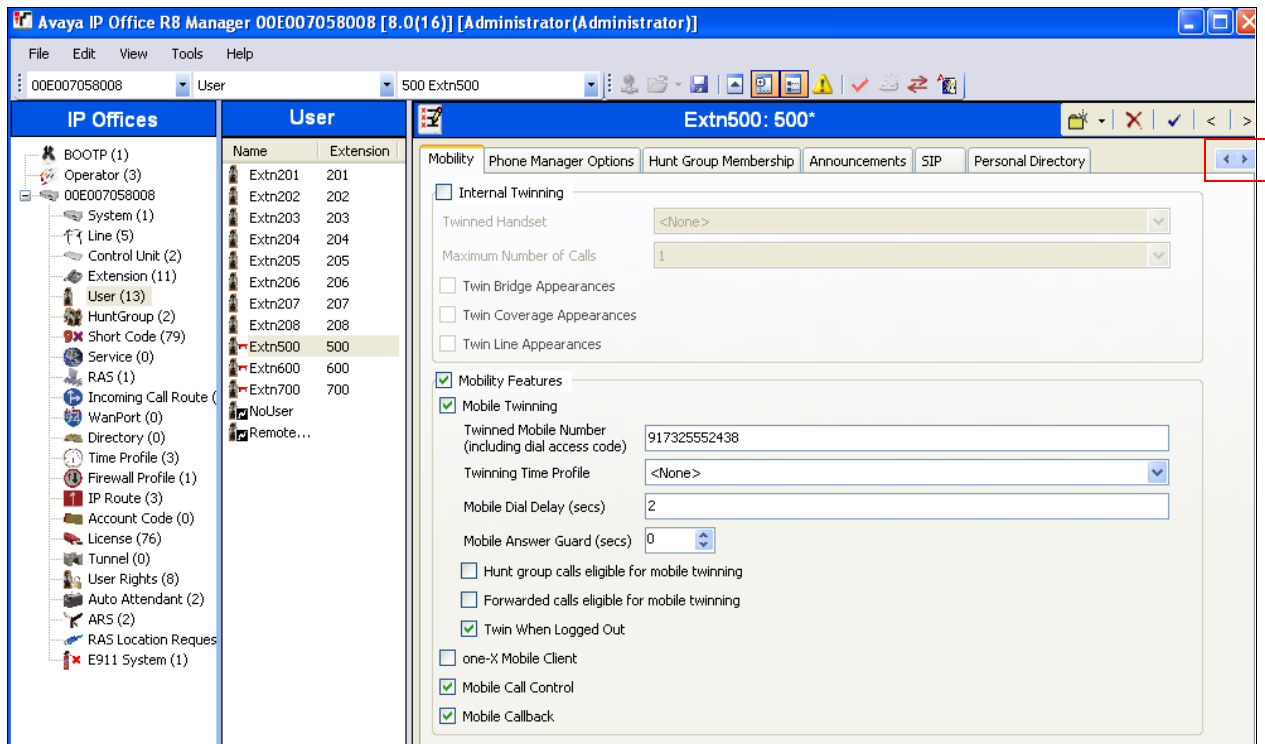 Avaya IP Office R8 Manager 00E007058008 [8.0(16)] [Administrator(Administrator)]
File Edit View Tools Help
00E007058008 User 500 Extn500
IP Offices
BOOTP (1)
Operator (3)
00E007058008
System (1)
Line (5)
Control Unit (2)
Extension (11)
User (13)
HuntGroup (2)
Short Code (79)
Service (0)
RAS (1)
Incoming Call Route (
WanPort (0)
Directory (0)
Time Profile (3)
Firewall Profile (1)
IP Route (3)
Account Code (0)
License (76)
Tunnel (0)
User Rights (8)
Auto Attendant (2)
ARS (2)
RAS Location Reques
E911 System (1)
User
Name Extension
Extn201 201
Extn202 202
Extn203 203
Extn204 204
Extn205 205
Extn206 206
Extn207 207
Extn208 208
Extn500 500
Extn600 600
Extn700 700
NoUser
Remote...
Extn500: 500*
Mobility Phone Manager Options Hunt Group Membership Announcements SIP Personal Directory
Internal Twinning
Twinned Handset <None>
Maximum Number of Calls 1
Twin Bridge Appearances
Twin Coverage Appearances
Twin Line Appearances
Mobility Features
Mobile Twinning
Twinned Mobile Number
(including dial access code) 917325552438
Twinning Time Profile <None>
Mobile Dial Delay (secs) 2
Mobile Answer Guard (secs) 0
Hunt group calls eligible for mobile twinning
Forwarded calls eligible for mobile twinning
Twin When Logged Out
one-X Mobile Client
Mobile Call Control
Mobile Callback